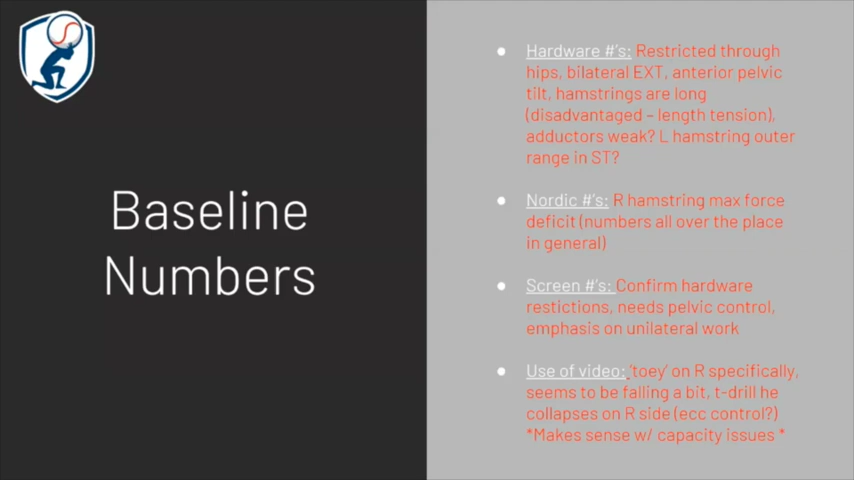 Baseline
Numbers
Hardware #'s: Restricted through
hips, bilateral EXT, anterior pelvic
tilt, hamstrings are long
(disadvantaged – length tension),
adductors weak? L hamstring outer
range in ST?
Nordic #'s: R hamstring max force
deficit (numbers all over the place
in general)
Screen #'s: Confirm hardware
restictions, needs pelvic control,
emphasis on unilateral work
Use of video: 'toey' on R specifically,
seems to be falling a bit, t-drill he
collapses on R side (ecc control?)
*Makes sense w/ capacity issues *